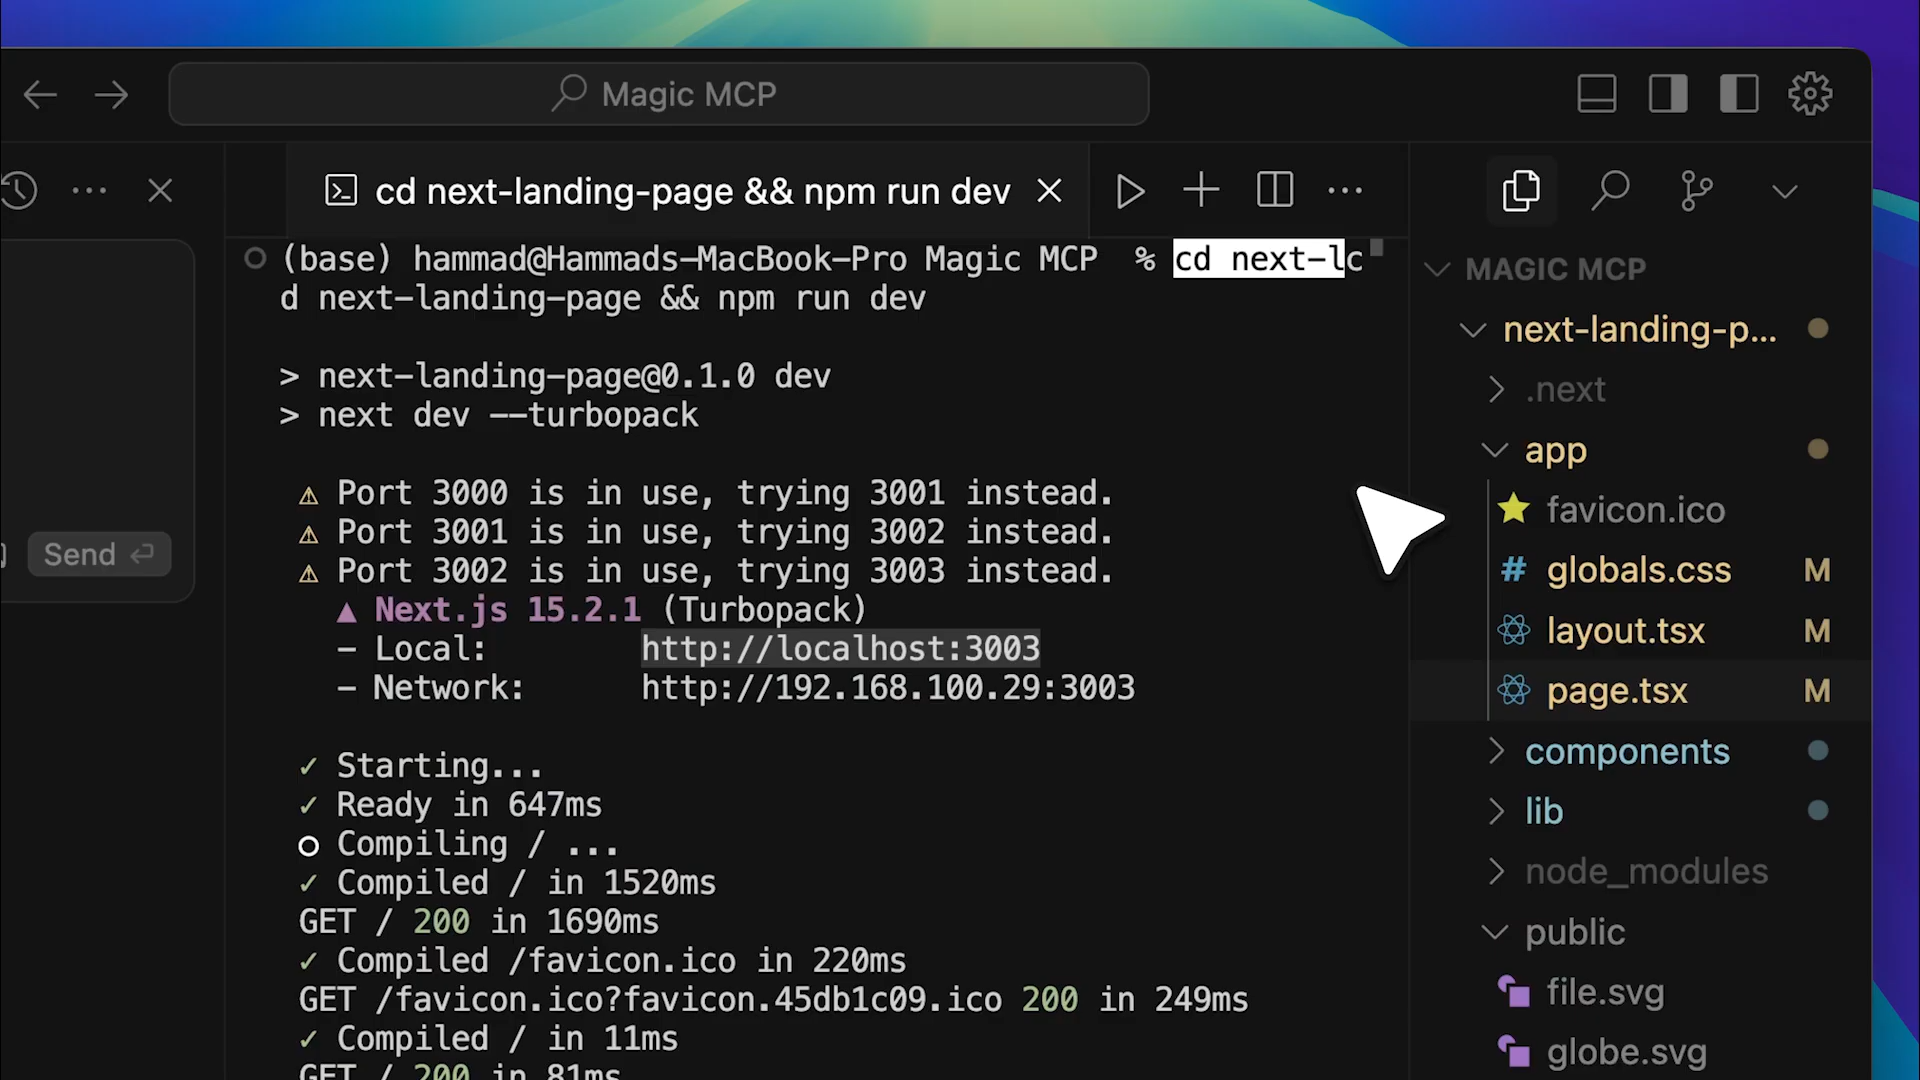 Magic MCP
cd next-landing-page && npm run dev
(base) hammad@Hammads-MacBook-Pro Magic MCP % cd next-lc
d next-landing-page && npm run dev
> next-landing-page@0.1.0 dev
> next dev --turbopack
⚠ Port 3000 is in use, trying 3001 instead.
⚠ Port 3001 is in use, trying 3002 instead.
⚠ Port 3002 is in use, trying 3003 instead.
▲ Next.js 15.2.1 (Turbopack)
- Local: http://localhost:3003
- Network: http://192.168.100.29:3003
✓ Starting...
✓ Ready in 647ms
○ Compiling / ...
✓ Compiled / in 1520ms
GET / 200 in 1690ms
✓ Compiled /favicon.ico in 220ms
GET /favicon.ico?favicon.45db1c09.ico 200 in 249ms
✓ Compiled / in 11ms
GET / 200 in 81ms
Send
MAGIC MCP
next-landing-p...
.next
app
favicon.ico
# globals.css M
layout.tsx M
page.tsx M
components
lib
node_modules
public
file.svg
globe.svg